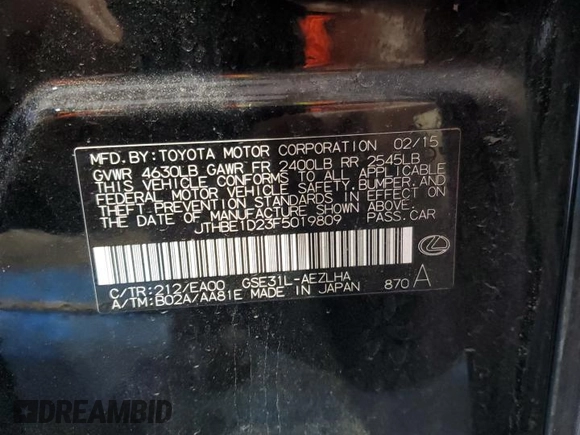 MFD. BY: TOYOTA MOTOR CORPORATION 02/15
GVWR 4630LB GAWR-FR 2400LB RR 2545LB
THIS VEHICLE CONFORMS TO ALL APPLICABLE
FEDERAL MOTOR VEHICLE SAFETY, BUMPER, AND
THEFT PREVENTION STANDARDS IN EFFECT ON
THE DATE OF MANUFACTURE SHOWN ABOVE.
JTHBE1D23F5019809 PASS. CAR
C/TR: 212/EA00 GSE31L-AEZLHA
A/TM: B02A/AA81E MADE IN JAPAN 870 A
DREAMBID